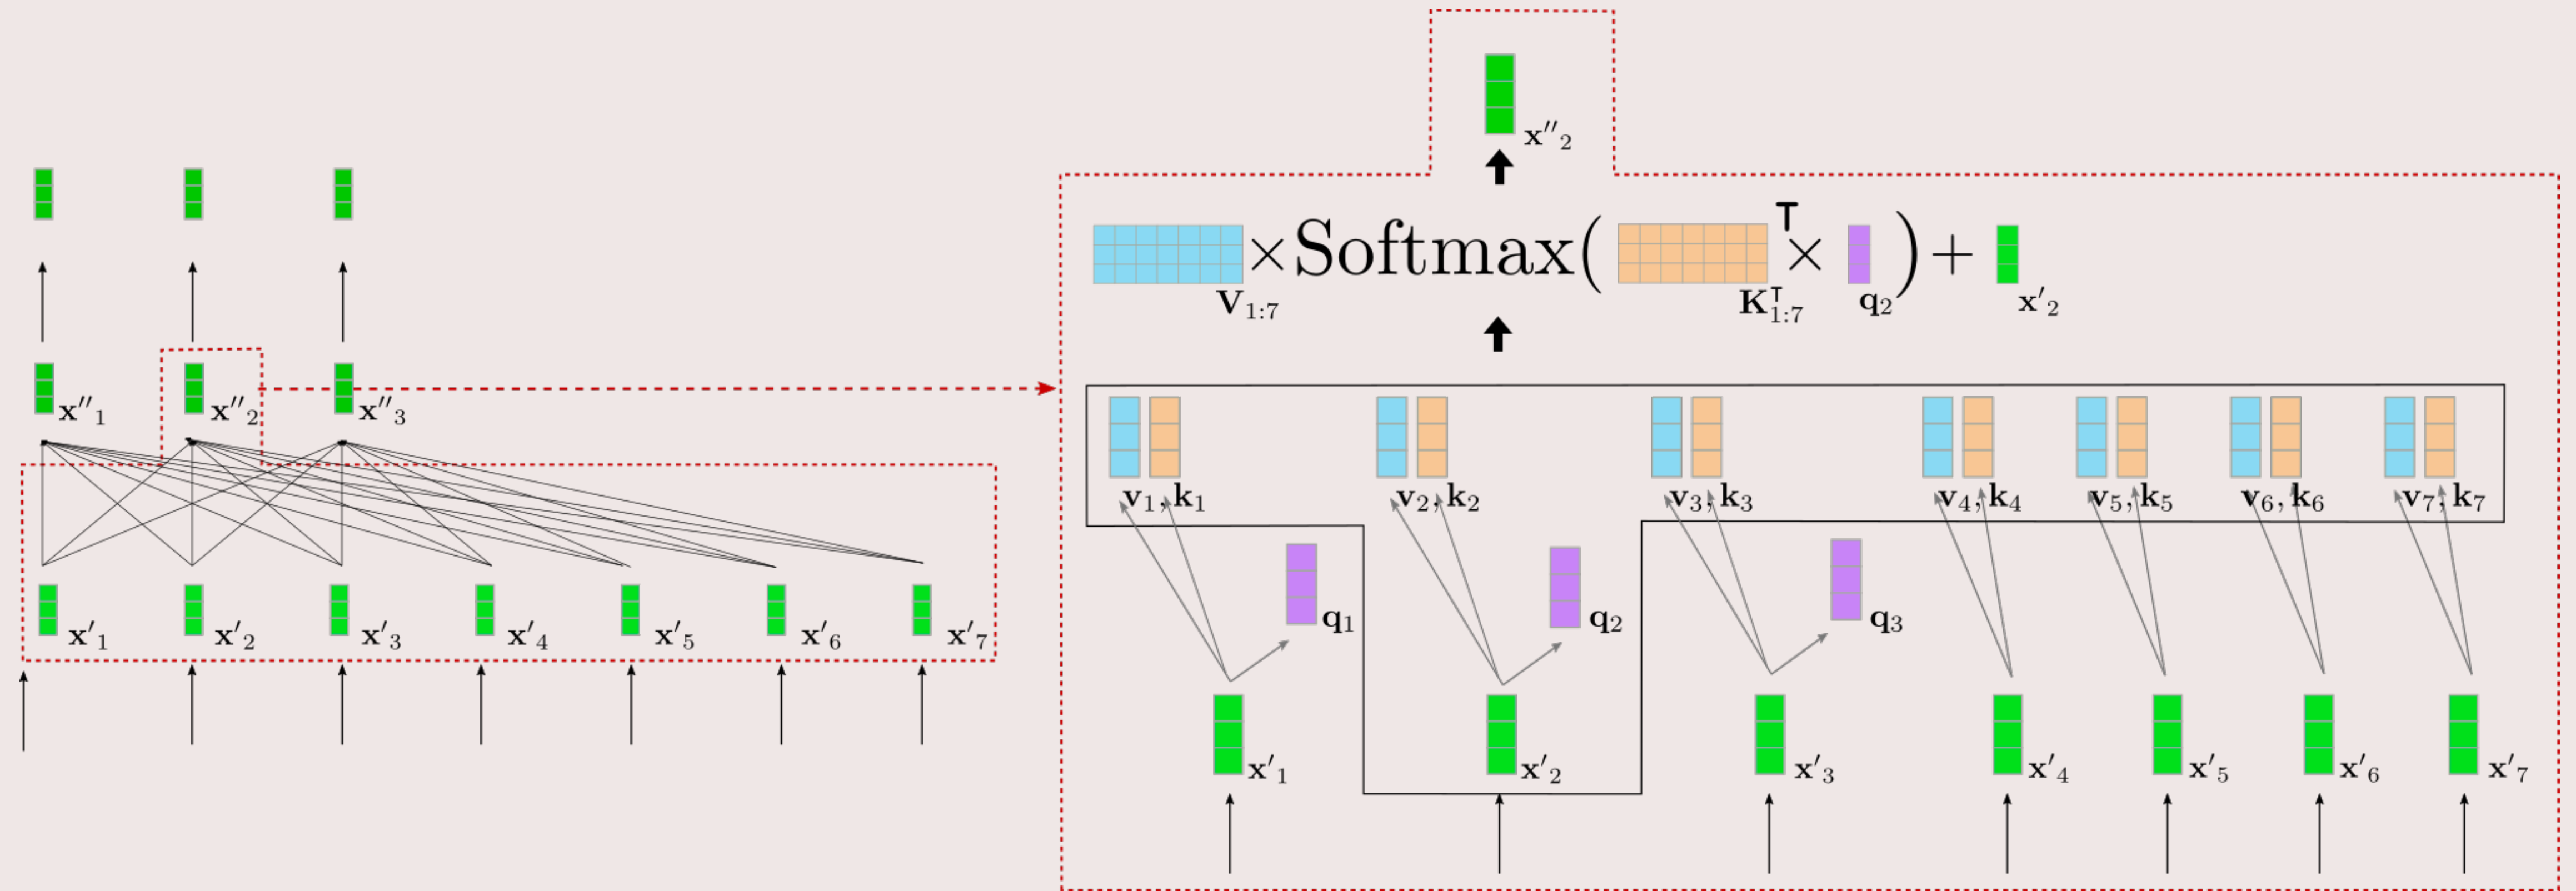 x″₂
× Softmax( ᵀ × ) +
V₁:₇ Kᵀ₁:₇ q₂ x′₂
x″₁ x″₂ x″₃
v₁, k₁ v₂, k₂ v₃, k₃ v₄, k₄ v₅, k₅ v₆, k₆ v₇, k₇
q₁ q₂ q₃
x′₁ x′₂ x′₃ x′₄ x′₅ x′₆ x′₇
x′₁ x′₂ x′₃ x′₄ x′₅ x′₆ x′₇